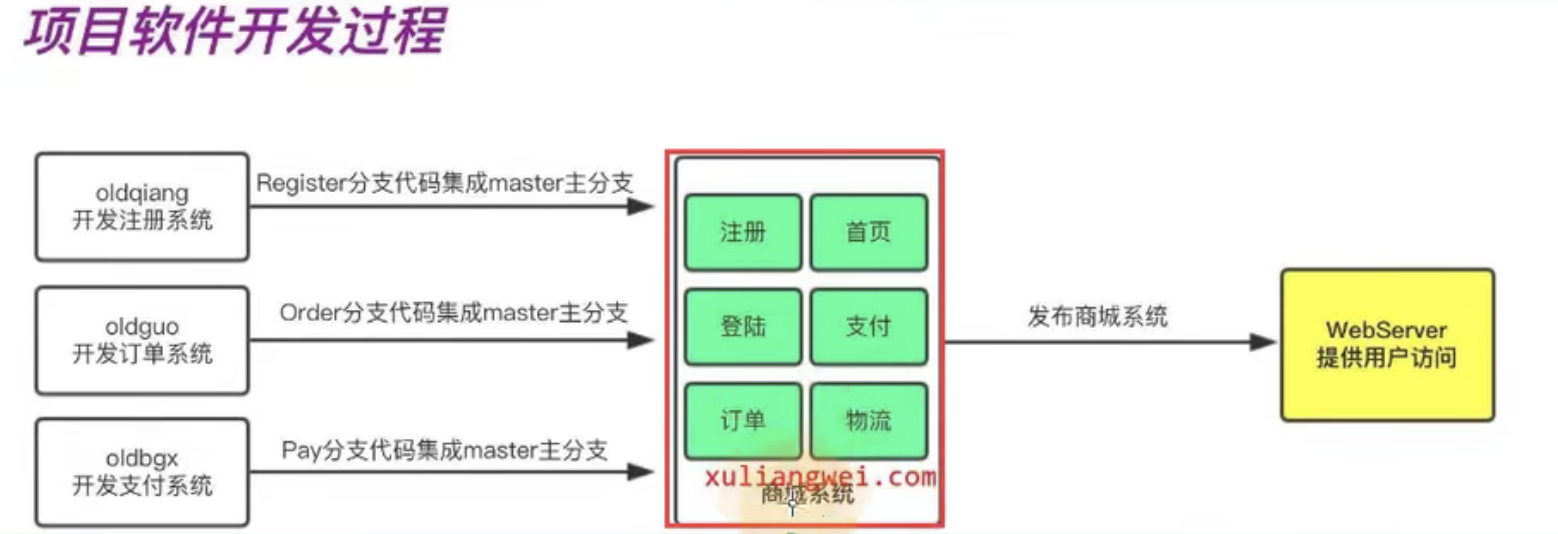 项目软件开发过程
oldqiang
开发注册系统
Register分支代码集成master主分支
oldguo
开发订单系统
Order分支代码集成master主分支
oldbgx
开发支付系统
Pay分支代码集成master主分支
注册
首页
登陆
支付
订单
物流
xuliangwei.com
商城系统
发布商城系统
WebServer
提供用户访问